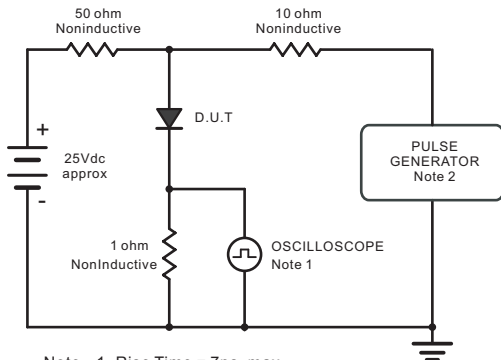 50 ohm
Noninductive
10 ohm
Noninductive
D.U.T
+
25Vdc
approx
-
PULSE
GENERATOR
Note 2
1 ohm
NonInductive
OSCILLOSCOPE
Note 1